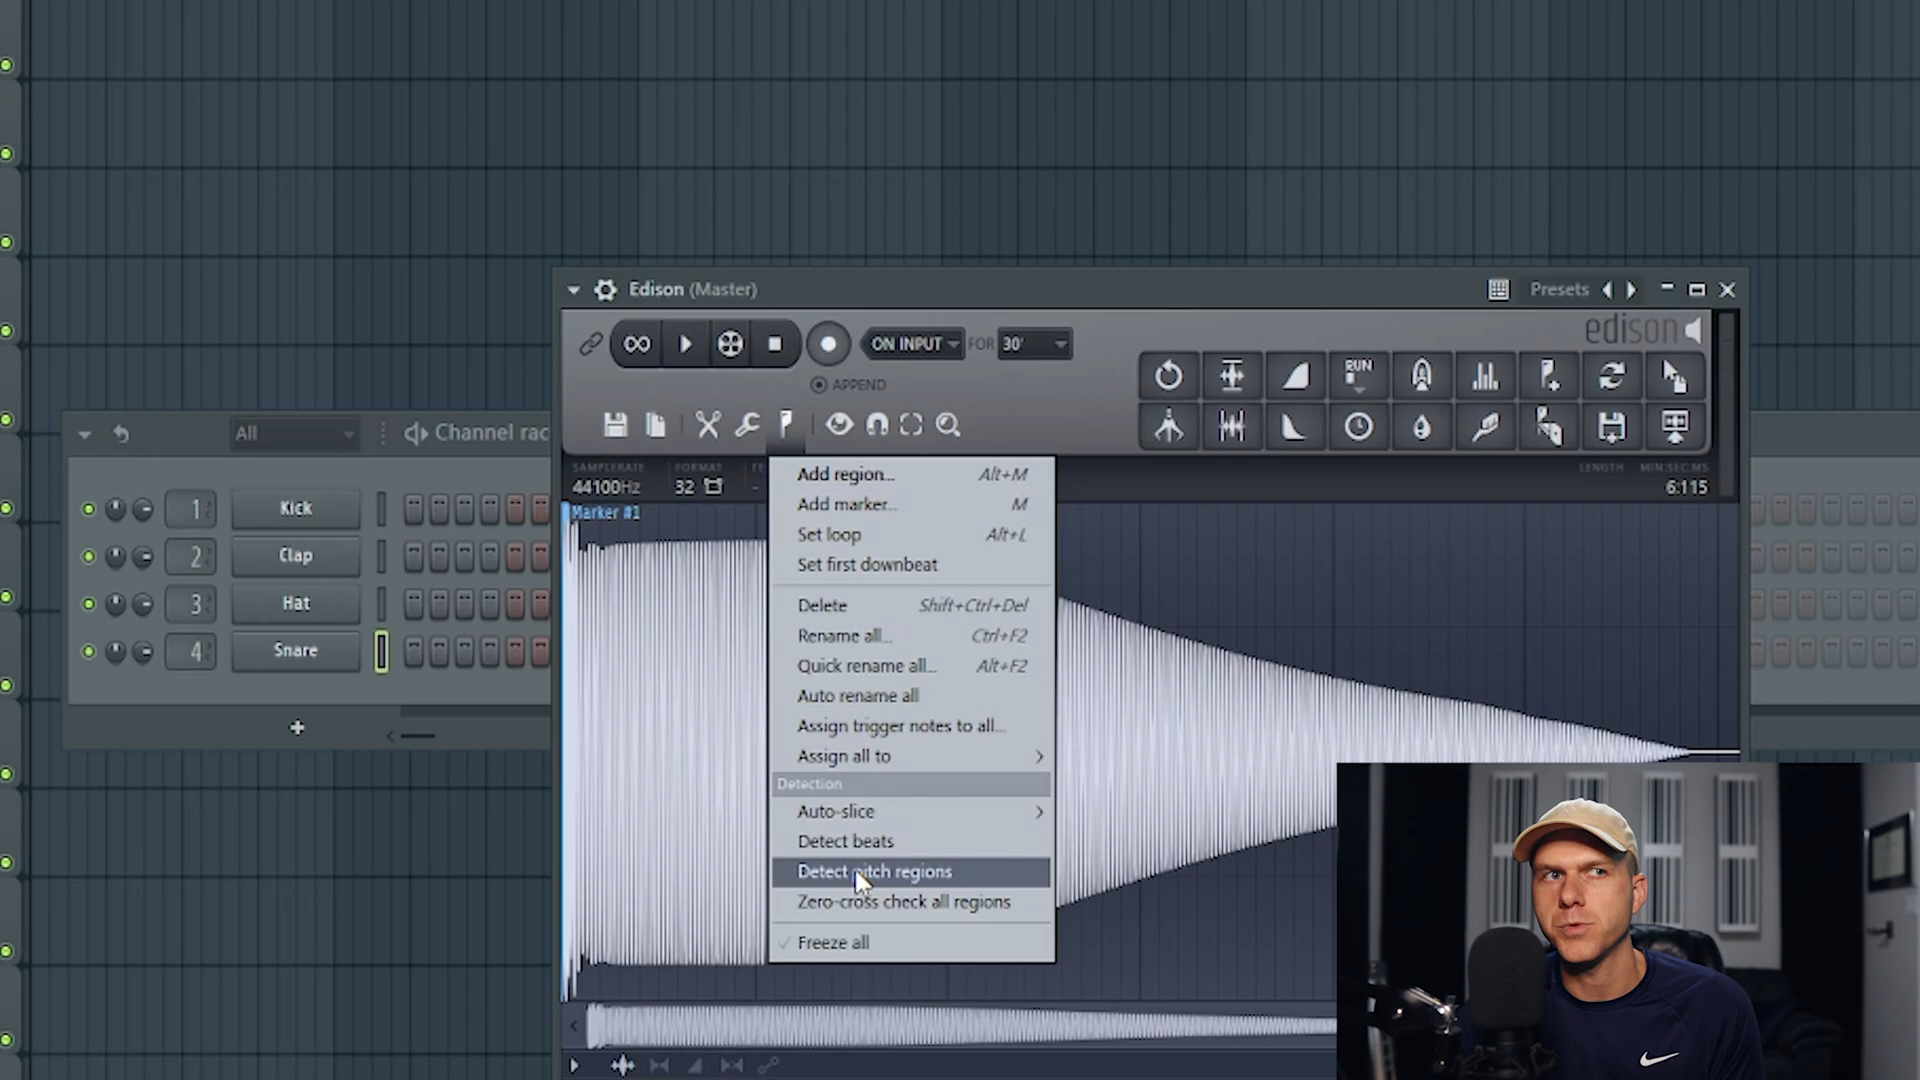 Edison (Master)
Presets
edison
ON INPUT
FOR
30'
APPEND
RUN
All
Channel rac
SAMPLERATE
FORMAT
LENGTH
MIN:SEC:MS
44100Hz
32
6:115
Marker #1
Add region... Alt+M
Add marker... M
Set loop Alt+L
Set first downbeat
Delete Shift+Ctrl+Del
Rename all... Ctrl+F2
Quick rename all... Alt+F2
Auto rename all
Assign trigger notes to all...
Assign all to
Detection
Auto-slice
Detect beats
Detect pitch regions
Zero-cross check all regions
Freeze all
1 Kick
2 Clap
3 Hat
4 Snare